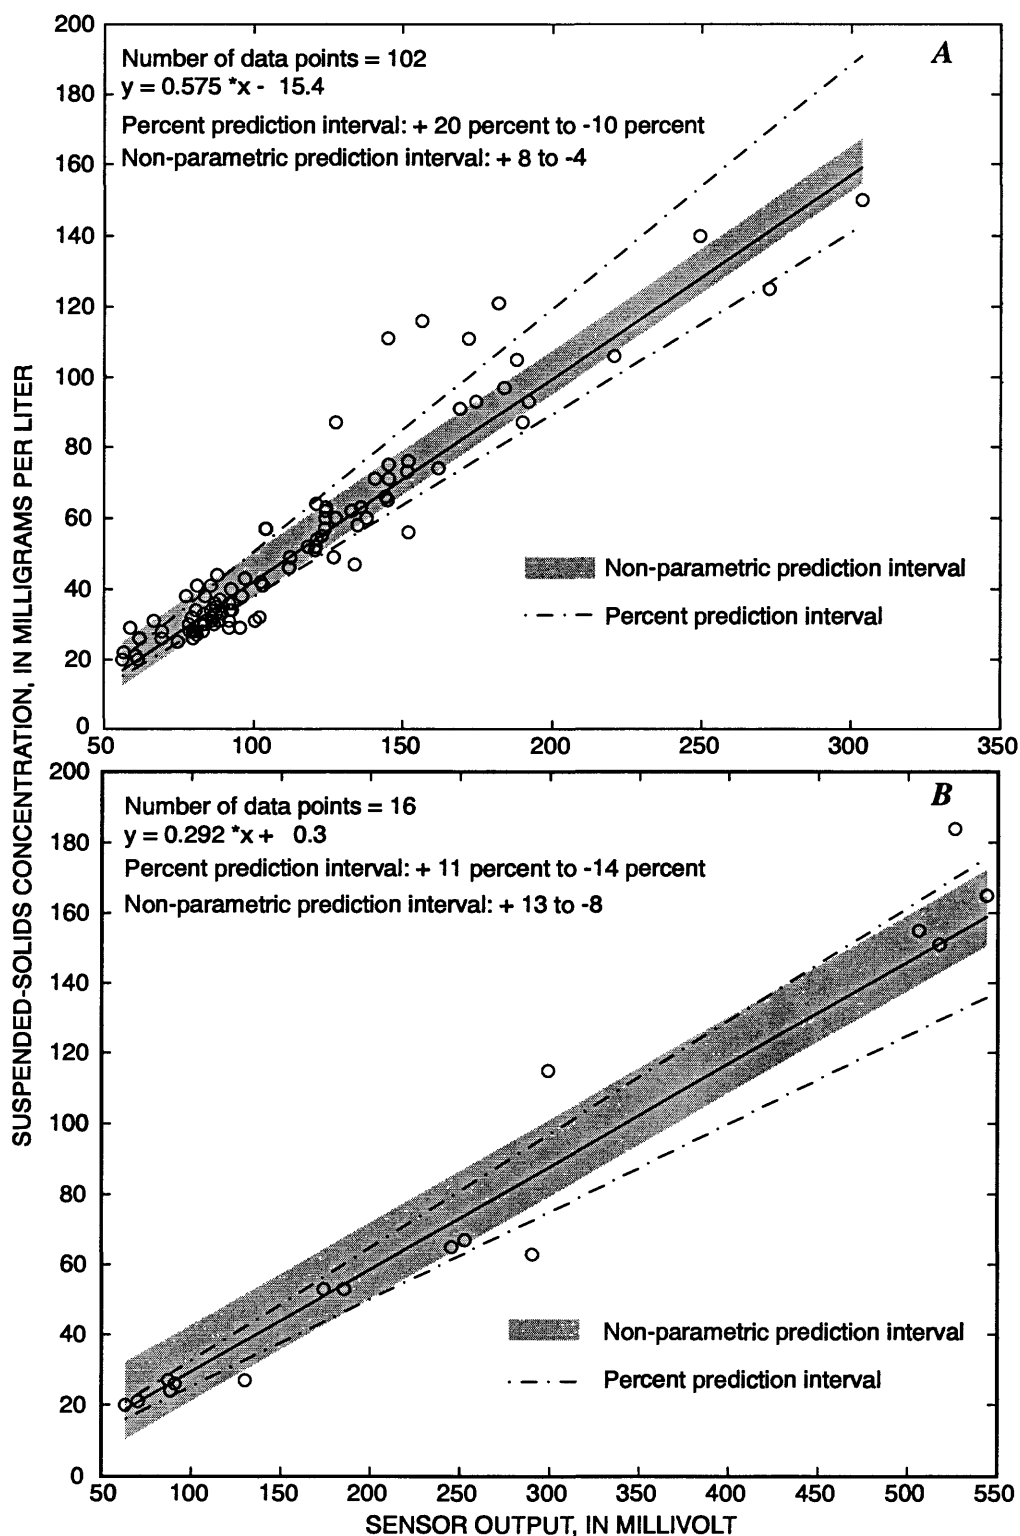 SUSPENDED-SOLIDS CONCENTRATION, IN MILLIGRAMS PER LITER
A
Number of data points = 102
y = 0.575 *x - 15.4
Percent prediction interval: + 20 percent to -10 percent
Non-parametric prediction interval: + 8 to -4
200
180
160
140
120
100
80
60
40
20
0
Non-parametric prediction interval
Percent prediction interval
50 100 150 200 250 300 350
B
Number of data points = 16
y = 0.292 *x + 0.3
Percent prediction interval: + 11 percent to -14 percent
Non-parametric prediction interval: + 13 to -8
200
180
160
140
120
100
80
60
40
20
0
Non-parametric prediction interval
Percent prediction interval
50 100 150 200 250 300 350 400 450 500 550
SENSOR OUTPUT, IN MILLIVOLT